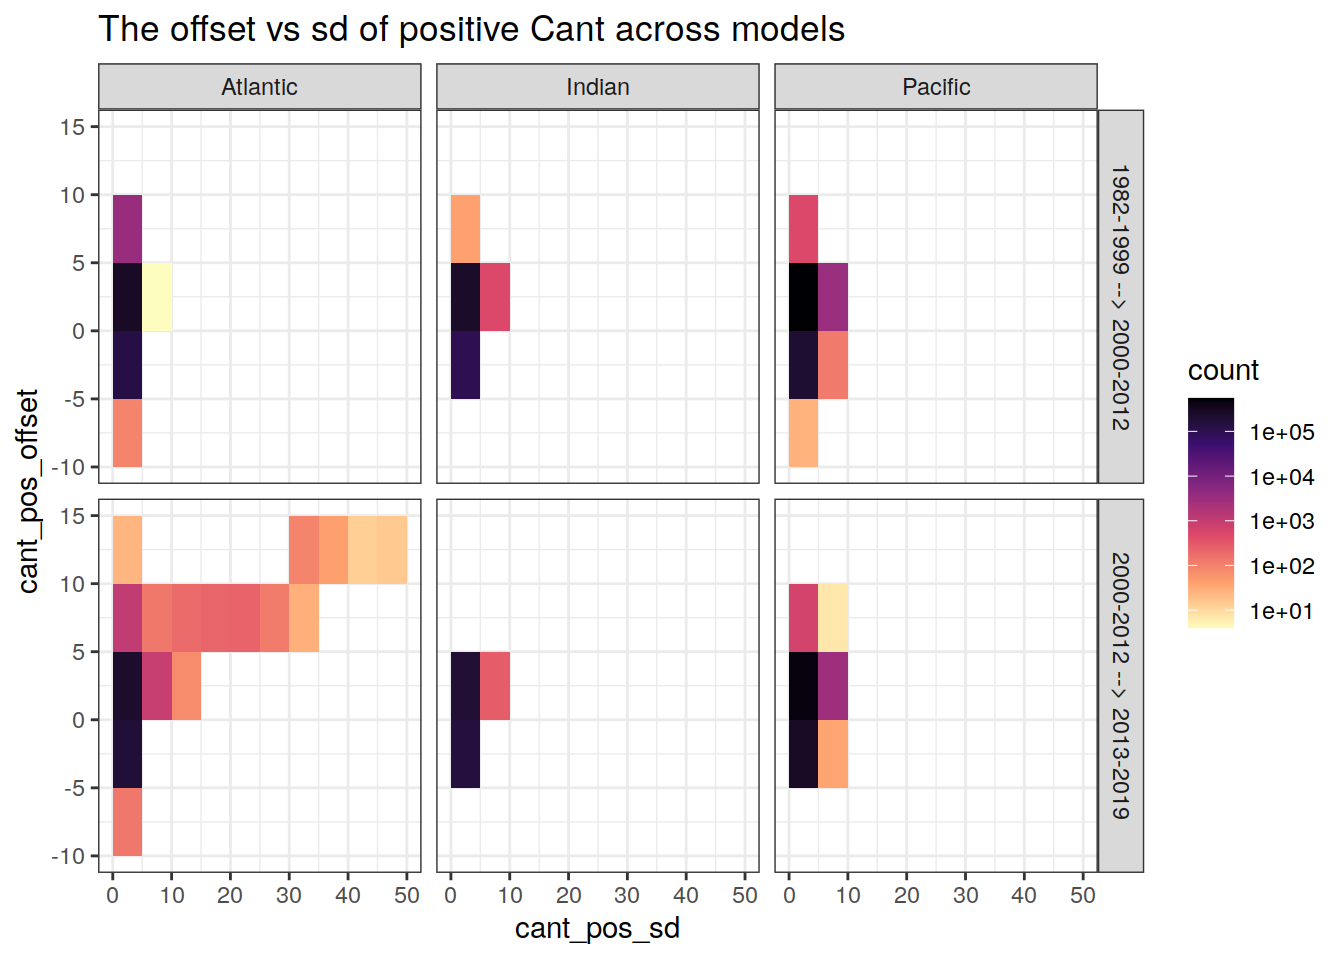 The offset vs sd of positive Cant across models
Atlantic
Indian
Pacific
15
10
5
0
-5
-10
1982-1999 --> 2000-2012
15
10
5
0
-5
-10
2000-2012 --> 2013-2019
0 10 20 30 40 50
0 10 20 30 40 50
0 10 20 30 40 50
cant_pos_sd
cant_pos_offset
count
1e+05
1e+04
1e+03
1e+02
1e+01